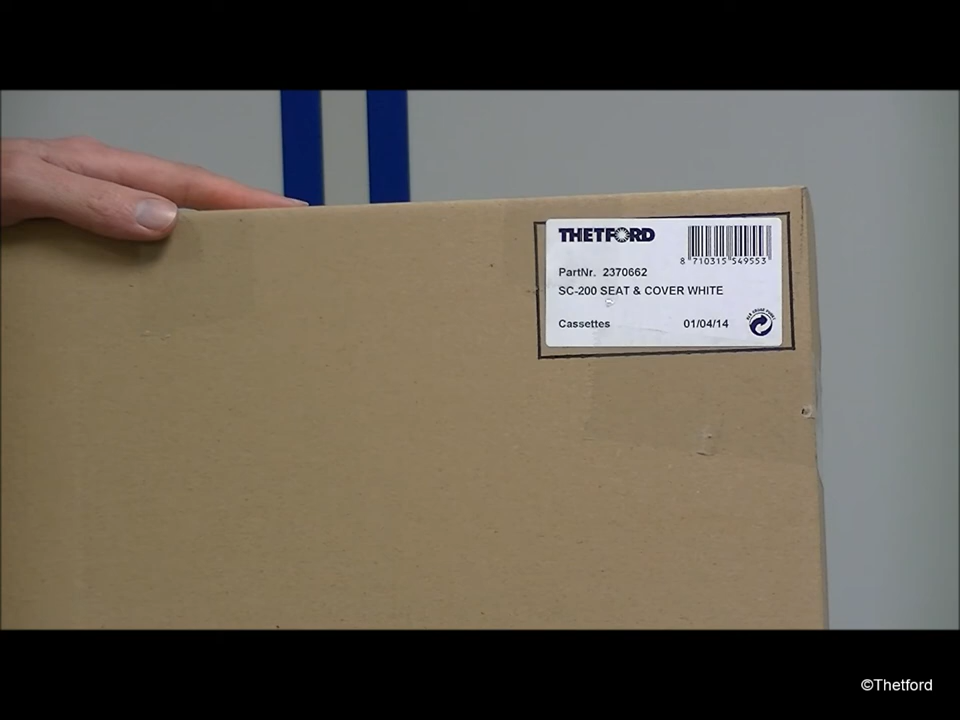 THETFORD
8 710315 549553
PartNr. 2370662
SC-200 SEAT & COVER WHITE
Cassettes 01/04/14
©Thetford